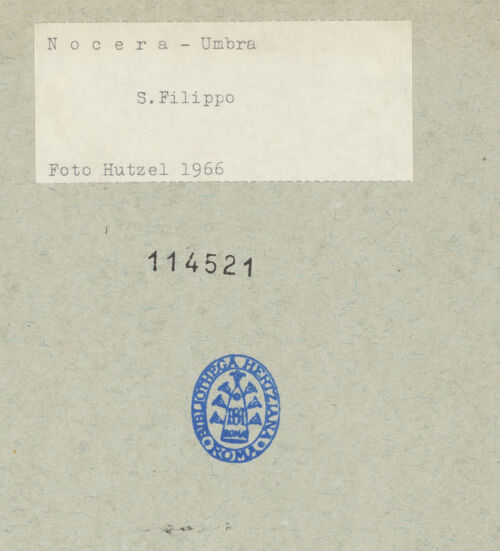 N o c e r a - Umbra
S.Filippo
Foto Hutzel 1966
114521
BIBLIOTHECA HERTZIANA
ROMA